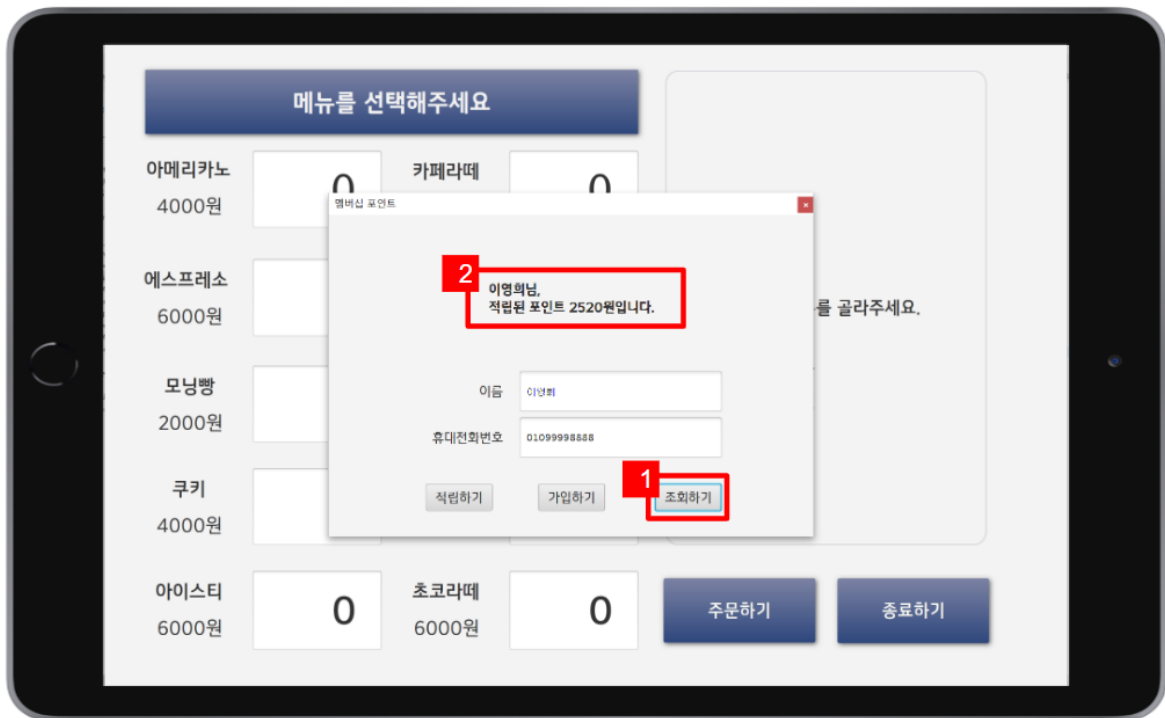 메뉴를 선택해주세요
아메리카노
4000원
0
카페라떼
0
에스프레소
6000원
모닝빵
2000원
쿠키
4000원
아이스티
6000원
0
초코라떼
6000원
0
를 골라주세요.
주문하기
종료하기
멤버십 포인트
x
2
이영희님,
적립된 포인트 2520원입니다.
이름
이영희
휴대전화번호
01099998888
적립하기
가입하기
1
조회하기